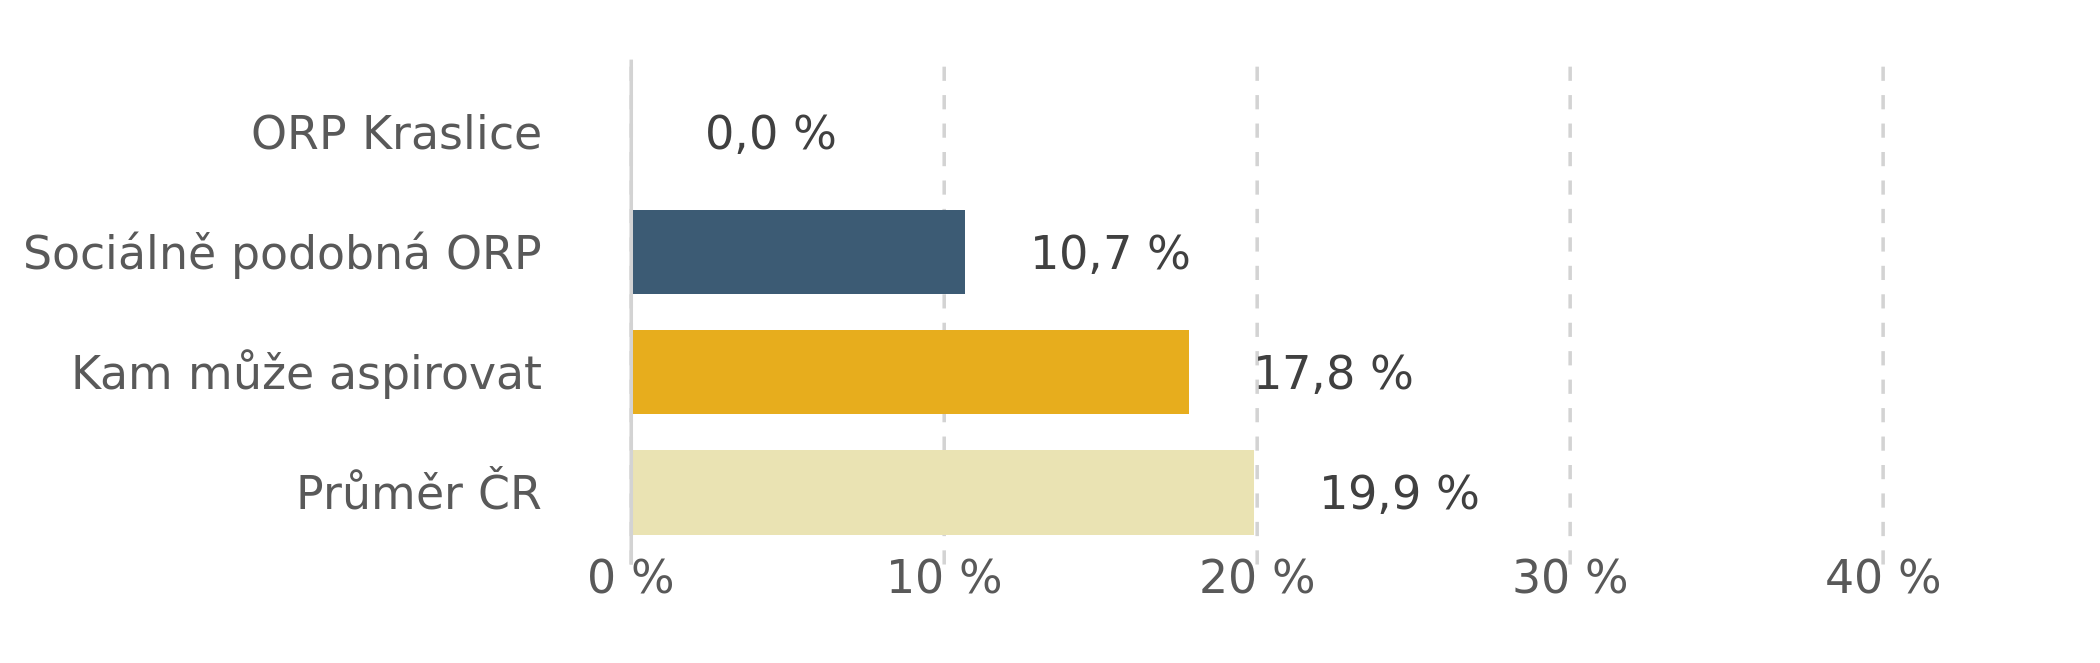 ORP Kraslice 0,0 %
Sociálně podobná ORP 10,7 %
Kam může aspirovat 17,8 %
Průměr ČR 19,9 %
0 % 10 % 20 % 30 % 40 %